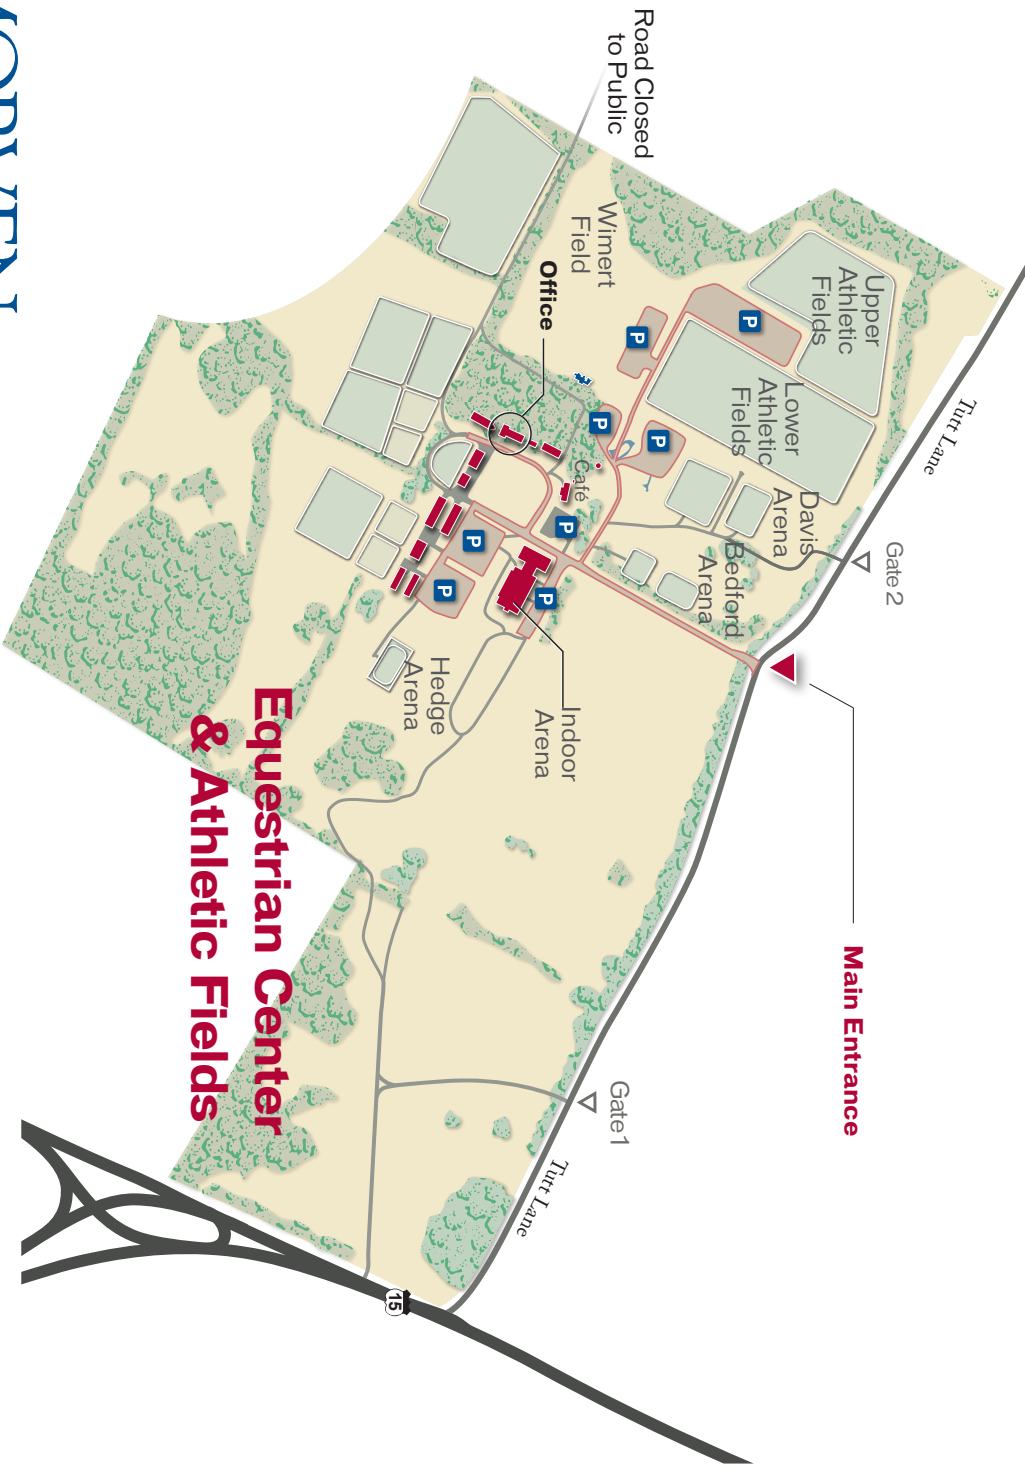 Road Closed
to Public
Upper
Athletic
Fields
Wimert
Field
Office
Lower
Athletic
Fields
Tutt Lane
Café
Davis
Arena
Gate 2
Bedford
Arena
Main Entrance
Indoor
Arena
Hedge
Arena
Equestrian Center
& Athletic Fields
Gate1
Tutt Lane
15
P
P
P
P
P
P
P
P